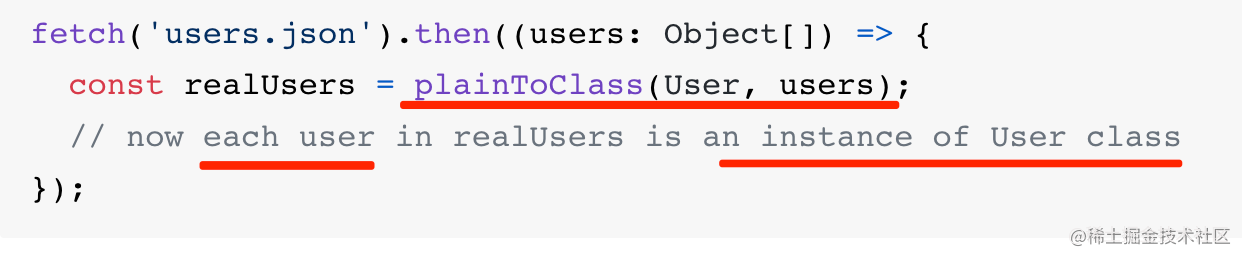 fetch('users.json').then((users: Object[]) => {
  const realUsers = plainToClass(User, users);
  // now each user in realUsers is an instance of User class
});
@稀土掘金技术社区